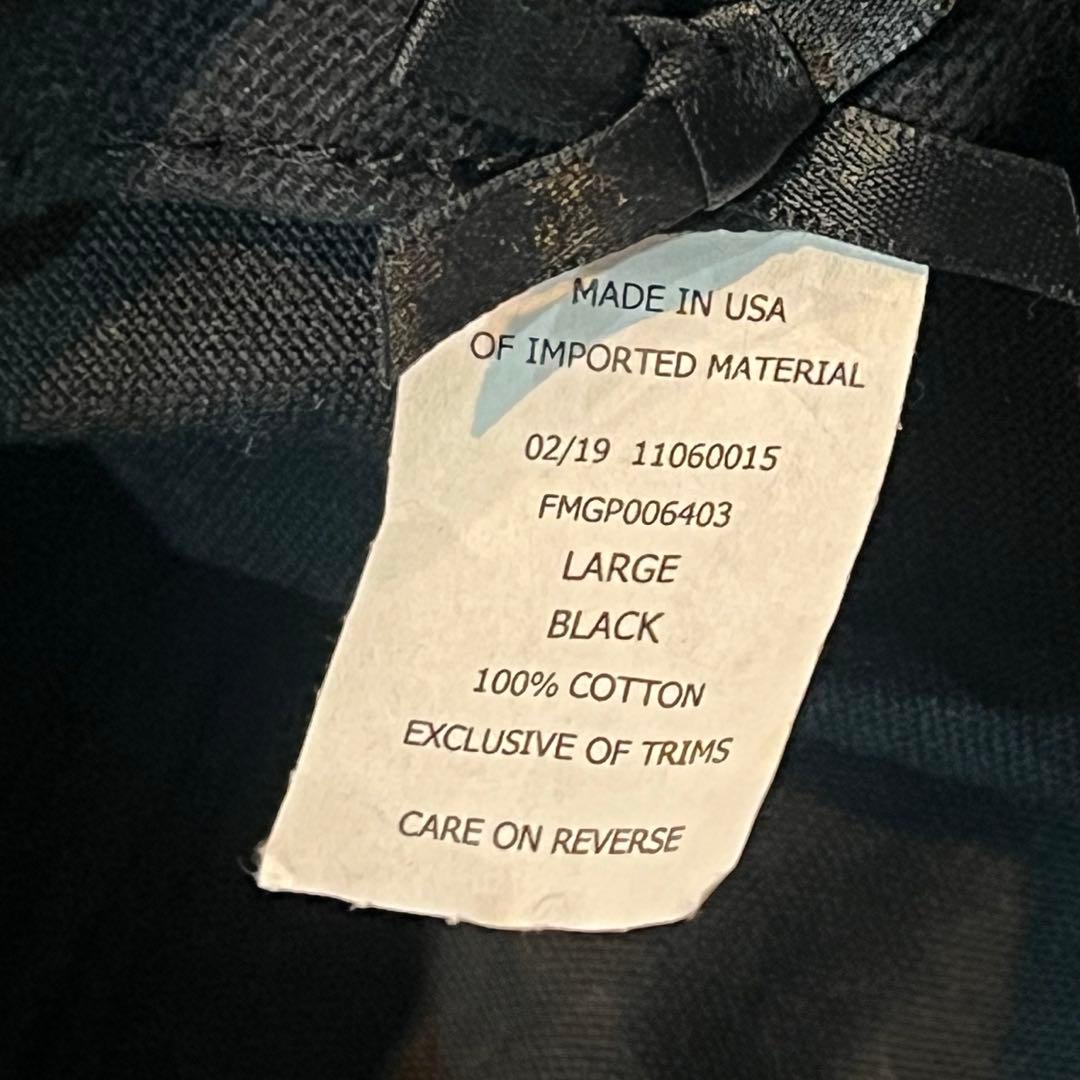 MADE IN USA
OF IMPORTED MATERIAL
02/19 11060015
FMGP006403
LARGE
BLACK
100% COTTON
EXCLUSIVE OF TRIMS
CARE ON REVERSE